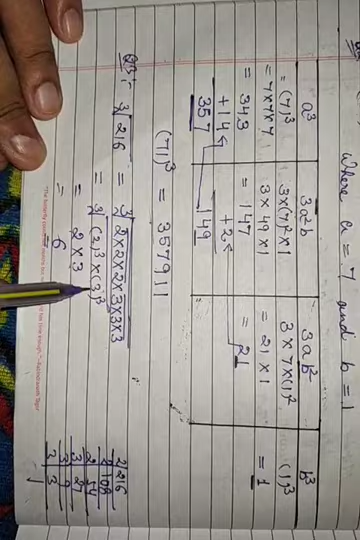 Where a = 7 and b = 1
a³ 3a²b 3ab² b³
= (7)³ 3×(7)²×1 3×7×(1)² (1)³
= 7×7×7 3×49×1 = 21×1 = 1
= 343 = 147 = 21
+14 +2
357 149
(71)³ = 357911
Q3. ∛216 = ∛2×2×2×3×3×3
= ∛(2)³×(3)³
= 2×3
= 6
2 216
2 108
2 54
3 27
3 9
3 3
1